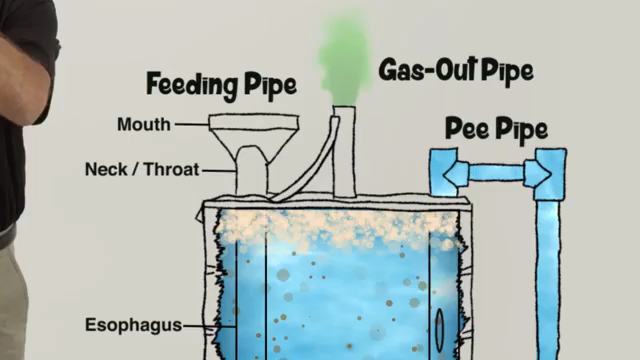 Feeding Pipe
Gas-Out Pipe
Mouth
Pee Pipe
Neck / Throat
Esophagus